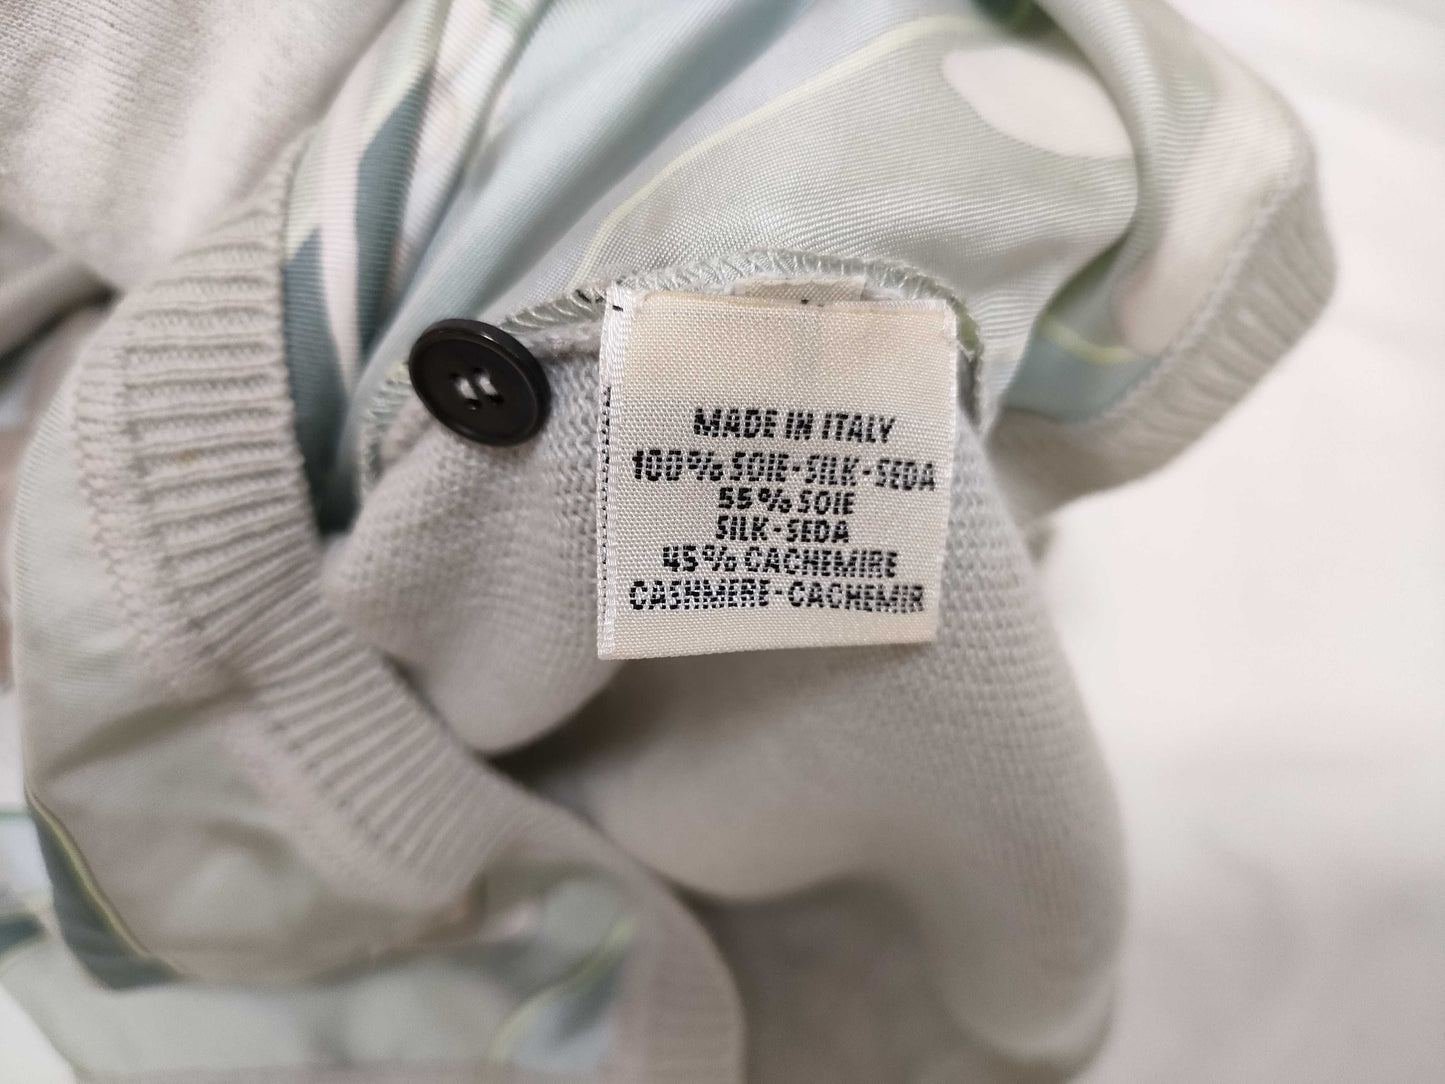 MADE IN ITALY
100% SOIE-SILK-SEDA
55% SOIE
SILK-SEDA
45% CACHEMIRE
CASHMERE-CACHEMIR